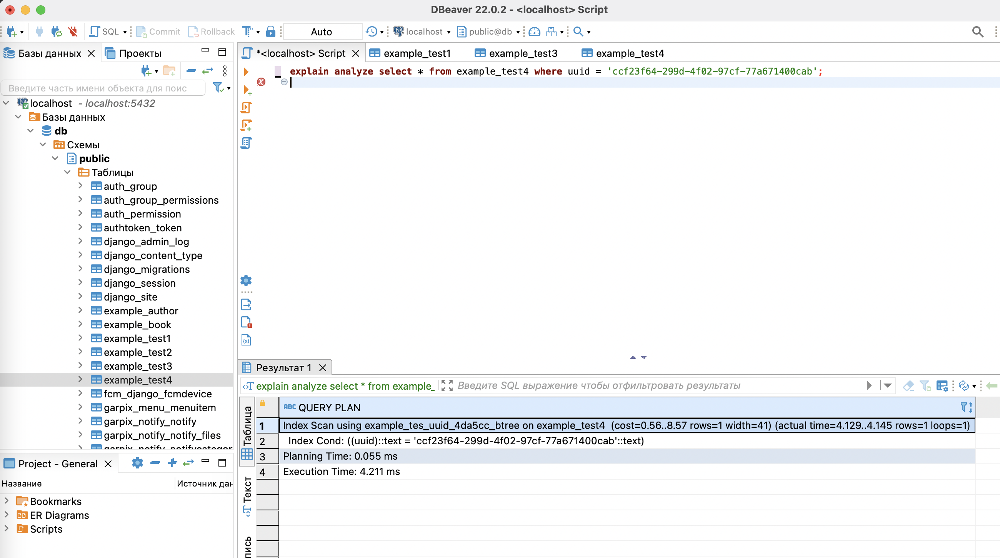 DBeaver 22.0.2 - <localhost> Script
SQL Commit Rollback Auto localhost public@db
Базы данных Проекты
*<localhost> Script example_test1 example_test3 example_test4
explain analyze select * from example_test4 where uuid = 'ccf23f64-299d-4f02-97cf-77a671400cab';
Введите часть имени объекта для поис
localhost - localhost:5432
Базы данных
db
Схемы
public
Таблицы
auth_group
auth_group_permissions
auth_permission
authtoken_token
django_admin_log
django_content_type
django_migrations
django_session
django_site
example_author
example_book
example_test1
example_test2
example_test3
example_test4
fcm_django_fcmdevice
garpix_menu_menuitem
garpix_notify_notify
garpix_notify_notify_files
Project - General
Название Источник дан
Bookmarks
ER Diagrams
Scripts
Результат 1
explain analyze select * from example_ Введите SQL выражение чтобы отфильтровать результаты
Таблица
Текст
пись
ABC QUERY PLAN
1 Index Scan using example_tes_uuid_4da5cc_btree on example_test4 (cost=0.56..8.57 rows=1 width=41) (actual time=4.129..4.145 rows=1 loops=1)
2 Index Cond: ((uuid)::text = 'ccf23f64-299d-4f02-97cf-77a671400cab'::text)
3 Planning Time: 0.055 ms
4 Execution Time: 4.211 ms